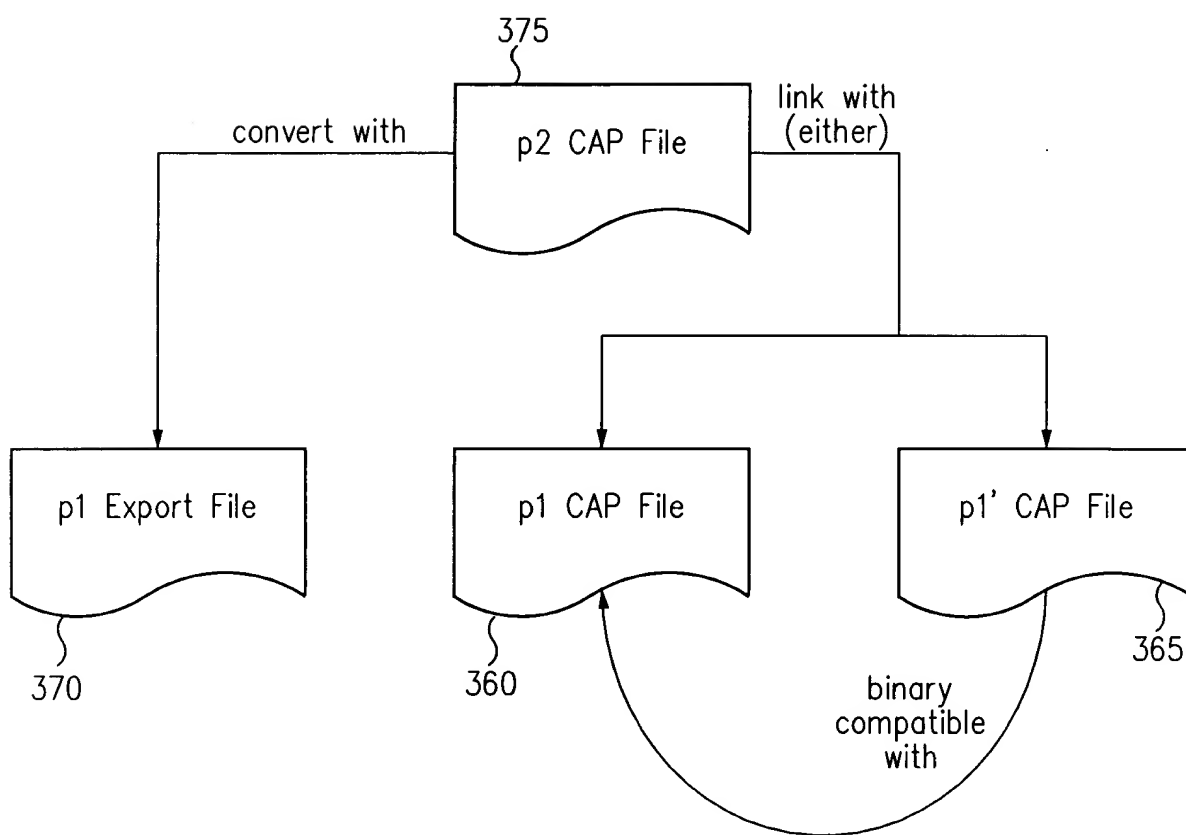 375
convert with
p2 CAP File
link with
(either)
p1 Export File
p1 CAP File
p1' CAP File
370
360
365
binary
compatible
with